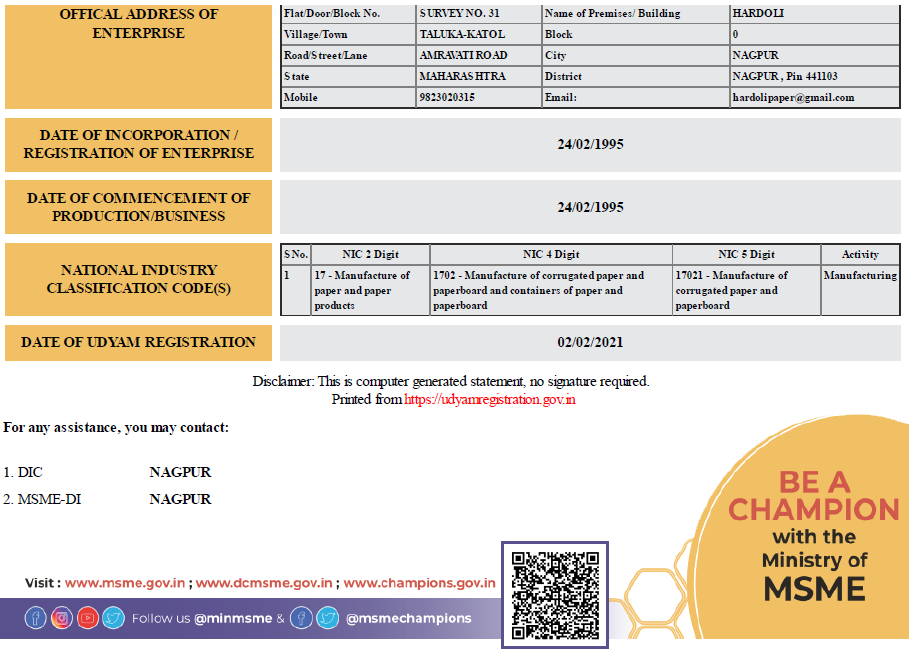 OFFICAL ADDRESS OF
ENTERPRISE
Flat/Door/Block No. SURVEY NO. 31 Name of Premises/ Building HARDOLI
Village/Town TALUKA-KATOL Block 0
Road/Street/Lane AMRAVATI ROAD City NAGPUR
State MAHARASHTRA District NAGPUR , Pin 441103
Mobile 9823020315 Email: hardolipaper@gmail.com
DATE OF INCORPORATION /
REGISTRATION OF ENTERPRISE
24/02/1995
DATE OF COMMENCEMENT OF
PRODUCTION/BUSINESS
24/02/1995
NATIONAL INDUSTRY
CLASSIFICATION CODE(S)
SNo. NIC 2 Digit NIC 4 Digit NIC 5 Digit Activity
1 17 - Manufacture of 1702 - Manufacture of corrugated paper and 17021 - Manufacture of Manufacturing
paper and paper paperboard and containers of paper and corrugated paper and
products paperboard paperboard
DATE OF UDYAM REGISTRATION 02/02/2021
Disclaimer: This is computer generated statement, no signature required.
Printed from https://udyamregistration.gov.in
For any assistance, you may contact:
1. DIC NAGPUR
2. MSME-DI NAGPUR
BE A
CHAMPION
with the
Ministry of
MSME
Visit : www.msme.gov.in ; www.dcmsme.gov.in ; www.champions.gov.in
Follow us @minmsme & @msmechampions